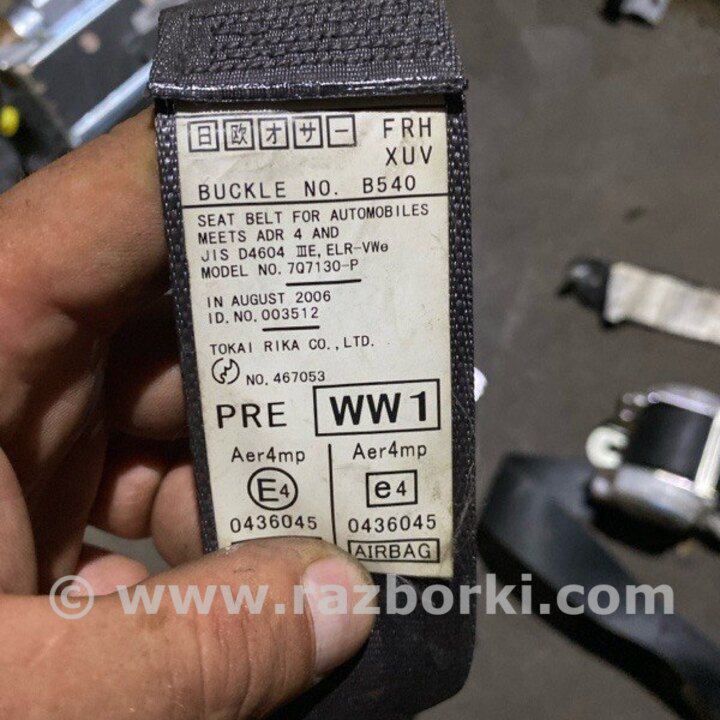 日欧オサー FRH
XUV
BUCKLE NO. B540
SEAT BELT FOR AUTOMOBILES
MEETS ADR 4 AND
JIS D4604 ⅢE, ELR-VWe
MODEL NO. 7Q7130-P
IN AUGUST 2006
ID. NO. 003512
TOKAI RIKA CO., LTD.
NO. 467053
PRE WW1
Aer4mp Aer4mp
E4 e4
0436045 0436045
AIRBAG
© www.razborki.com